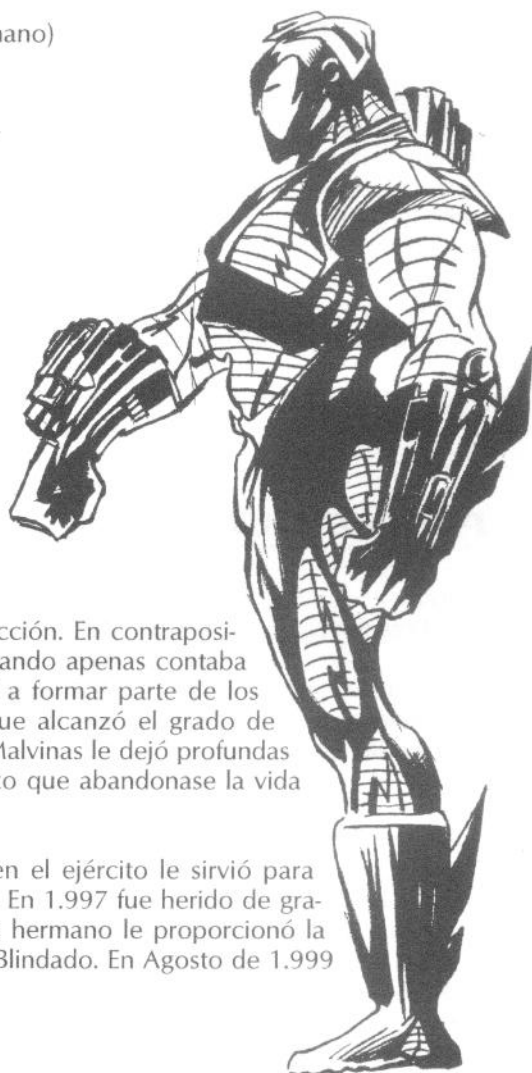 ano)
cción. En contraposi-
ando apenas contaba
a formar parte de los
ue alcanzó el grado de
Malvinas le dejó profundas
o que abandonase la vida
en el ejército le sirvió para
En 1.997 fue herido de gra-
hermano le proporcionó la
Blindado. En Agosto de 1.999